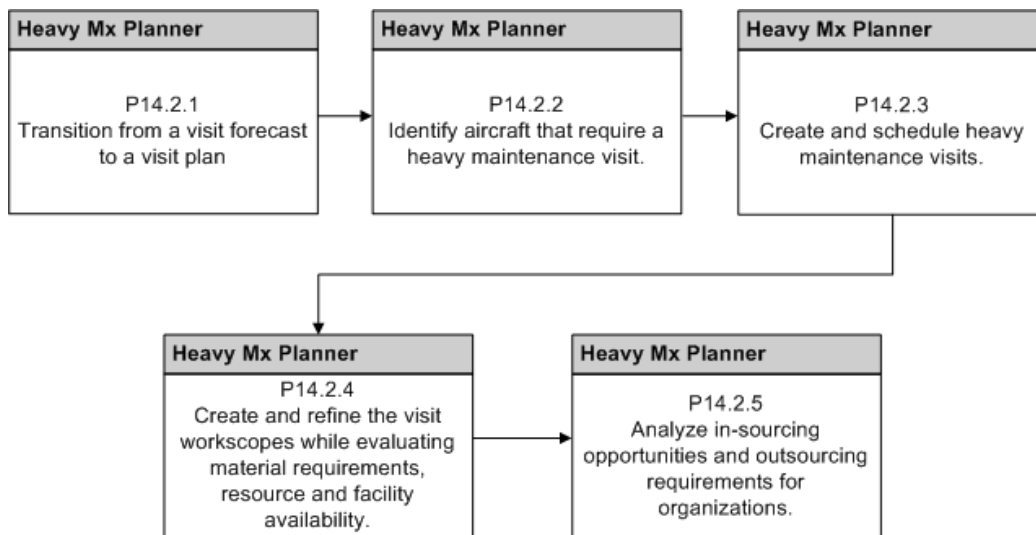 Heavy Mx Planner
P14.2.1
Transition from a visit forecast
to a visit plan
Heavy Mx Planner
P14.2.2
Identify aircraft that require a
heavy maintenance visit.
Heavy Mx Planner
P14.2.3
Create and schedule heavy
maintenance visits.
Heavy Mx Planner
P14.2.4
Create and refine the visit
workscopes while evaluating
material requirements,
resource and facility
availability.
Heavy Mx Planner
P14.2.5
Analyze in-sourcing
opportunities and outsourcing
requirements for
organizations.